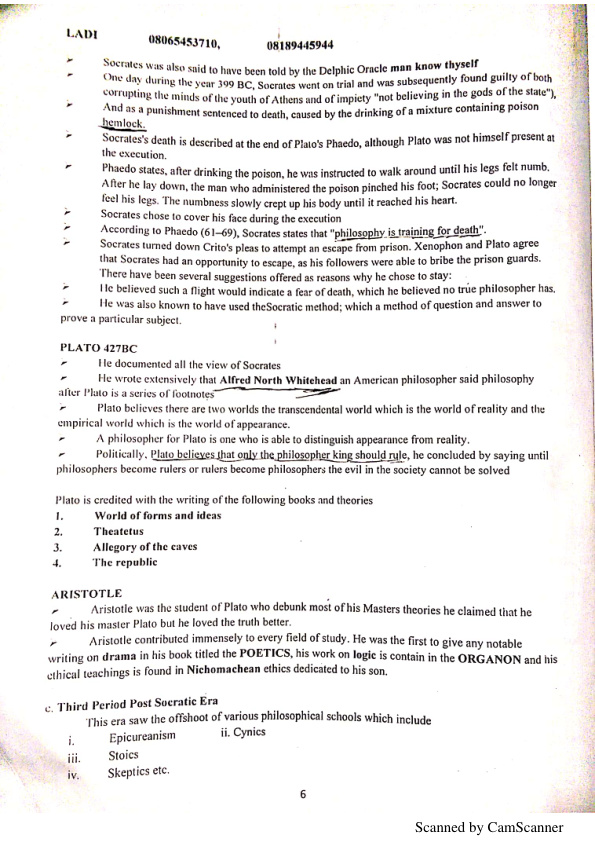 LADI 08065453710, 08189445944
➢ Socrates was also said to have been told by the Delphic Oracle man know thyself
➢ One day during the year 399 BC, Socrates went on trial and was subsequently found guilty of both
corrupting the minds of the youth of Athens and of impiety "not believing in the gods of the state"),
➢ And as a punishment sentenced to death, caused by the drinking of a mixture containing poison
hemlock.
➢ Socrates's death is described at the end of Plato's Phaedo, although Plato was not himself present at
the execution.
➢ Phaedo states, after drinking the poison, he was instructed to walk around until his legs felt numb.
After he lay down, the man who administered the poison pinched his foot; Socrates could no longer
feel his legs. The numbness slowly crept up his body until it reached his heart.
➢ Socrates chose to cover his face during the execution
➢ According to Phaedo (61–69), Socrates states that "philosophy is training for death".
➢ Socrates turned down Crito's pleas to attempt an escape from prison. Xenophon and Plato agree
that Socrates had an opportunity to escape, as his followers were able to bribe the prison guards.
There have been several suggestions offered as reasons why he chose to stay:
➢ He believed such a flight would indicate a fear of death, which he believed no true philosopher has.
➢ He was also known to have used theSocratic method; which a method of question and answer to
prove a particular subject.
PLATO 427BC
➢ He documented all the view of Socrates
➢ He wrote extensively that Alfred North Whitehead an American philosopher said philosophy
after Plato is a series of footnotes
➢ Plato believes there are two worlds the transcendental world which is the world of reality and the
empirical world which is the world of appearance.
➢ A philosopher for Plato is one who is able to distinguish appearance from reality.
➢ Politically, Plato believes that only the philosopher king should rule, he concluded by saying until
philosophers become rulers or rulers become philosophers the evil in the society cannot be solved
Plato is credited with the writing of the following books and theories
1. World of forms and ideas
2. Theatetus
3. Allegory of the caves
4. The republic
ARISTOTLE
➢ Aristotle was the student of Plato who debunk most of his Masters theories he claimed that he
loved his master Plato but he loved the truth better.
➢ Aristotle contributed immensely to every field of study. He was the first to give any notable
writing on drama in his book titled the POETICS, his work on logic is contain in the ORGANON and his
ethical teachings is found in Nichomachean ethics dedicated to his son.
c. Third Period Post Socratic Era
This era saw the offshoot of various philosophical schools which include
i. Epicureanism ii. Cynics
iii. Stoics
iv. Skeptics etc.
6
Scanned by CamScanner